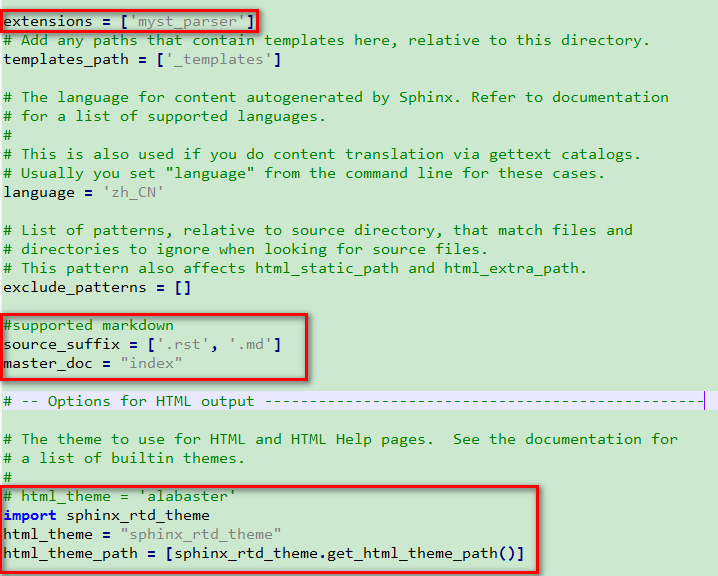 extensions = ['myst_parser']
# Add any paths that contain templates here, relative to this directory.
templates_path = ['_templates']
# The language for content autogenerated by Sphinx. Refer to documentation
# for a list of supported languages.
#
# This is also used if you do content translation via gettext catalogs.
# Usually you set "language" from the command line for these cases.
language = 'zh_CN'
# List of patterns, relative to source directory, that match files and
# directories to ignore when looking for source files.
# This pattern also affects html_static_path and html_extra_path.
exclude_patterns = []
#supported markdown
source_suffix = ['.rst', '.md']
master_doc = "index"
# -- Options for HTML output -------------------------------------------------
# The theme to use for HTML and HTML Help pages.  See the documentation for
# a list of builtin themes.
#
# html_theme = 'alabaster'
import sphinx_rtd_theme
html_theme = "sphinx_rtd_theme"
html_theme_path = [sphinx_rtd_theme.get_html_theme_path()]